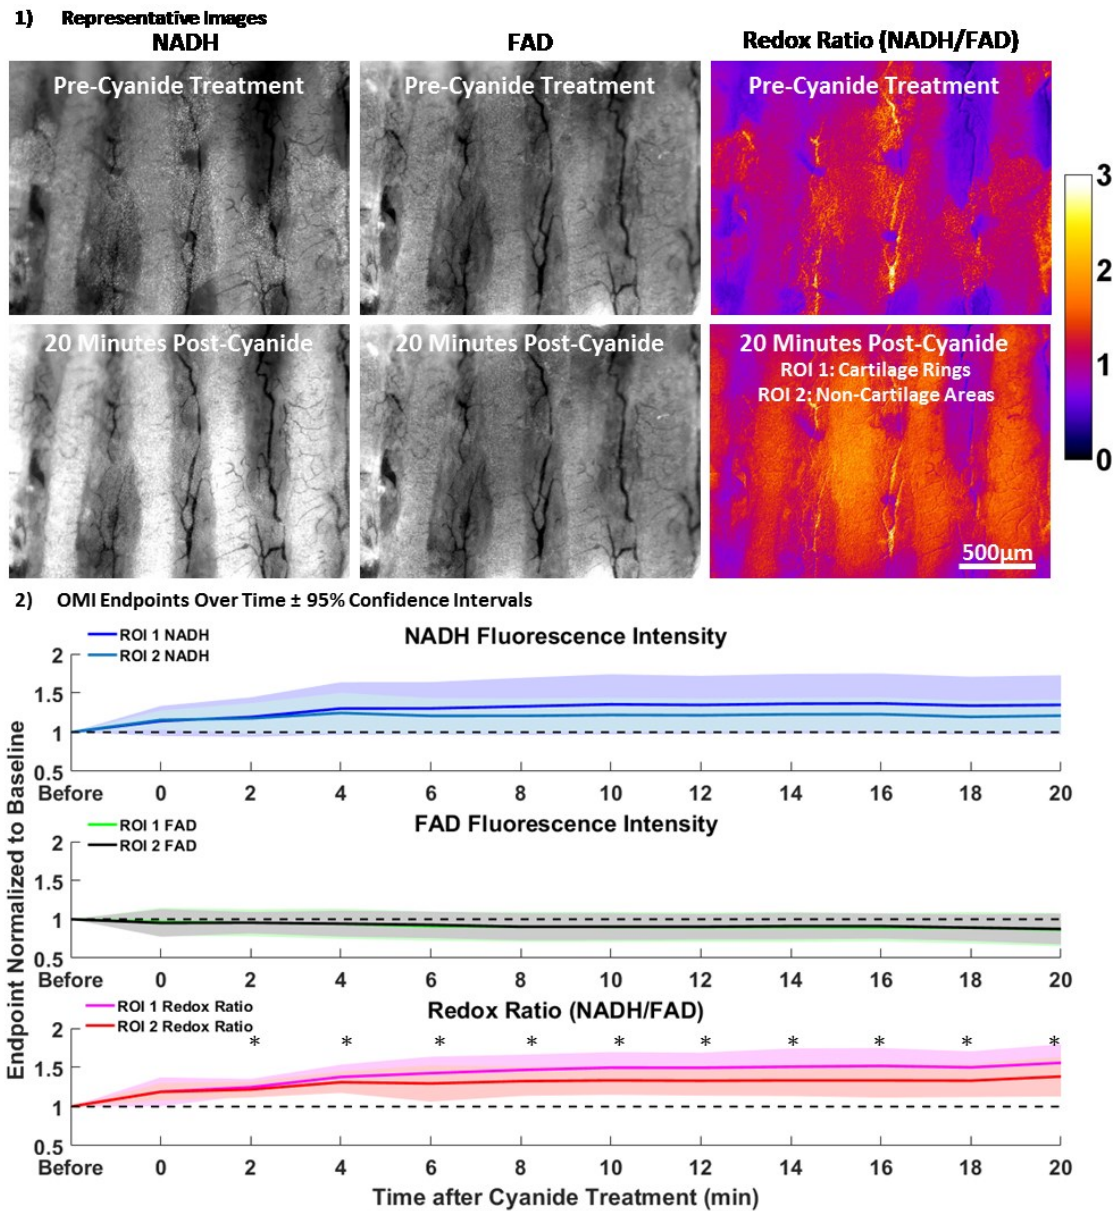 1) Representative Images
NADH FAD Redox Ratio (NADH/FAD)
Pre-Cyanide Treatment Pre-Cyanide Treatment Pre-Cyanide Treatment
3
2
1
0
20 Minutes Post-Cyanide 20 Minutes Post-Cyanide 20 Minutes Post-Cyanide
ROI 1: Cartilage Rings
ROI 2: Non-Cartilage Areas
500µm
2) OMI Endpoints Over Time ± 95% Confidence Intervals
Endpoint Normalized to Baseline
NADH Fluorescence Intensity
ROI 1 NADH
ROI 2 NADH
2
1.5
1
0.5
Before 0 2 4 6 8 10 12 14 16 18 20
FAD Fluorescence Intensity
ROI 1 FAD
ROI 2 FAD
2
1.5
1
0.5
Before 0 2 4 6 8 10 12 14 16 18 20
Redox Ratio (NADH/FAD)
ROI 1 Redox Ratio
ROI 2 Redox Ratio
2
* * * * * * * * * *
1.5
1
0.5
Before 0 2 4 6 8 10 12 14 16 18 20
Time after Cyanide Treatment (min)